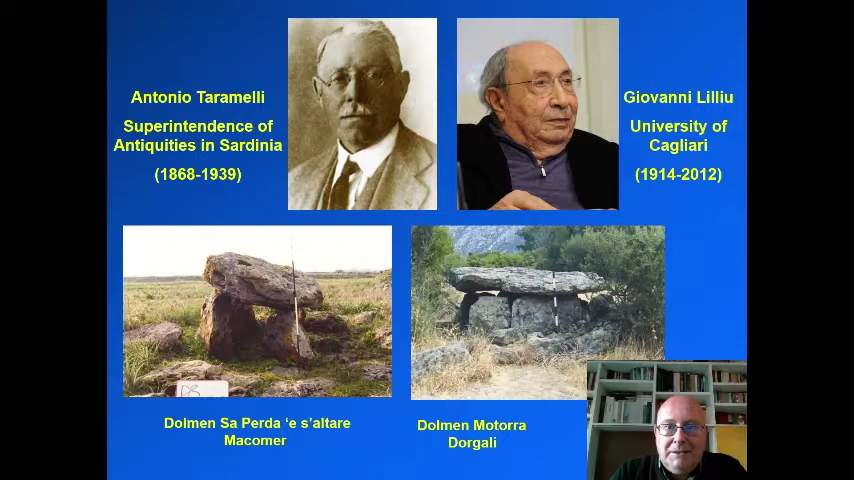 Antonio Taramelli
Superintendence of
Antiquities in Sardinia
(1868-1939)
Giovanni Lilliu
University of
Cagliari
(1914-2012)
Dolmen Sa Perda ‘e s’altare
Macomer
Dolmen Motorra
Dorgali